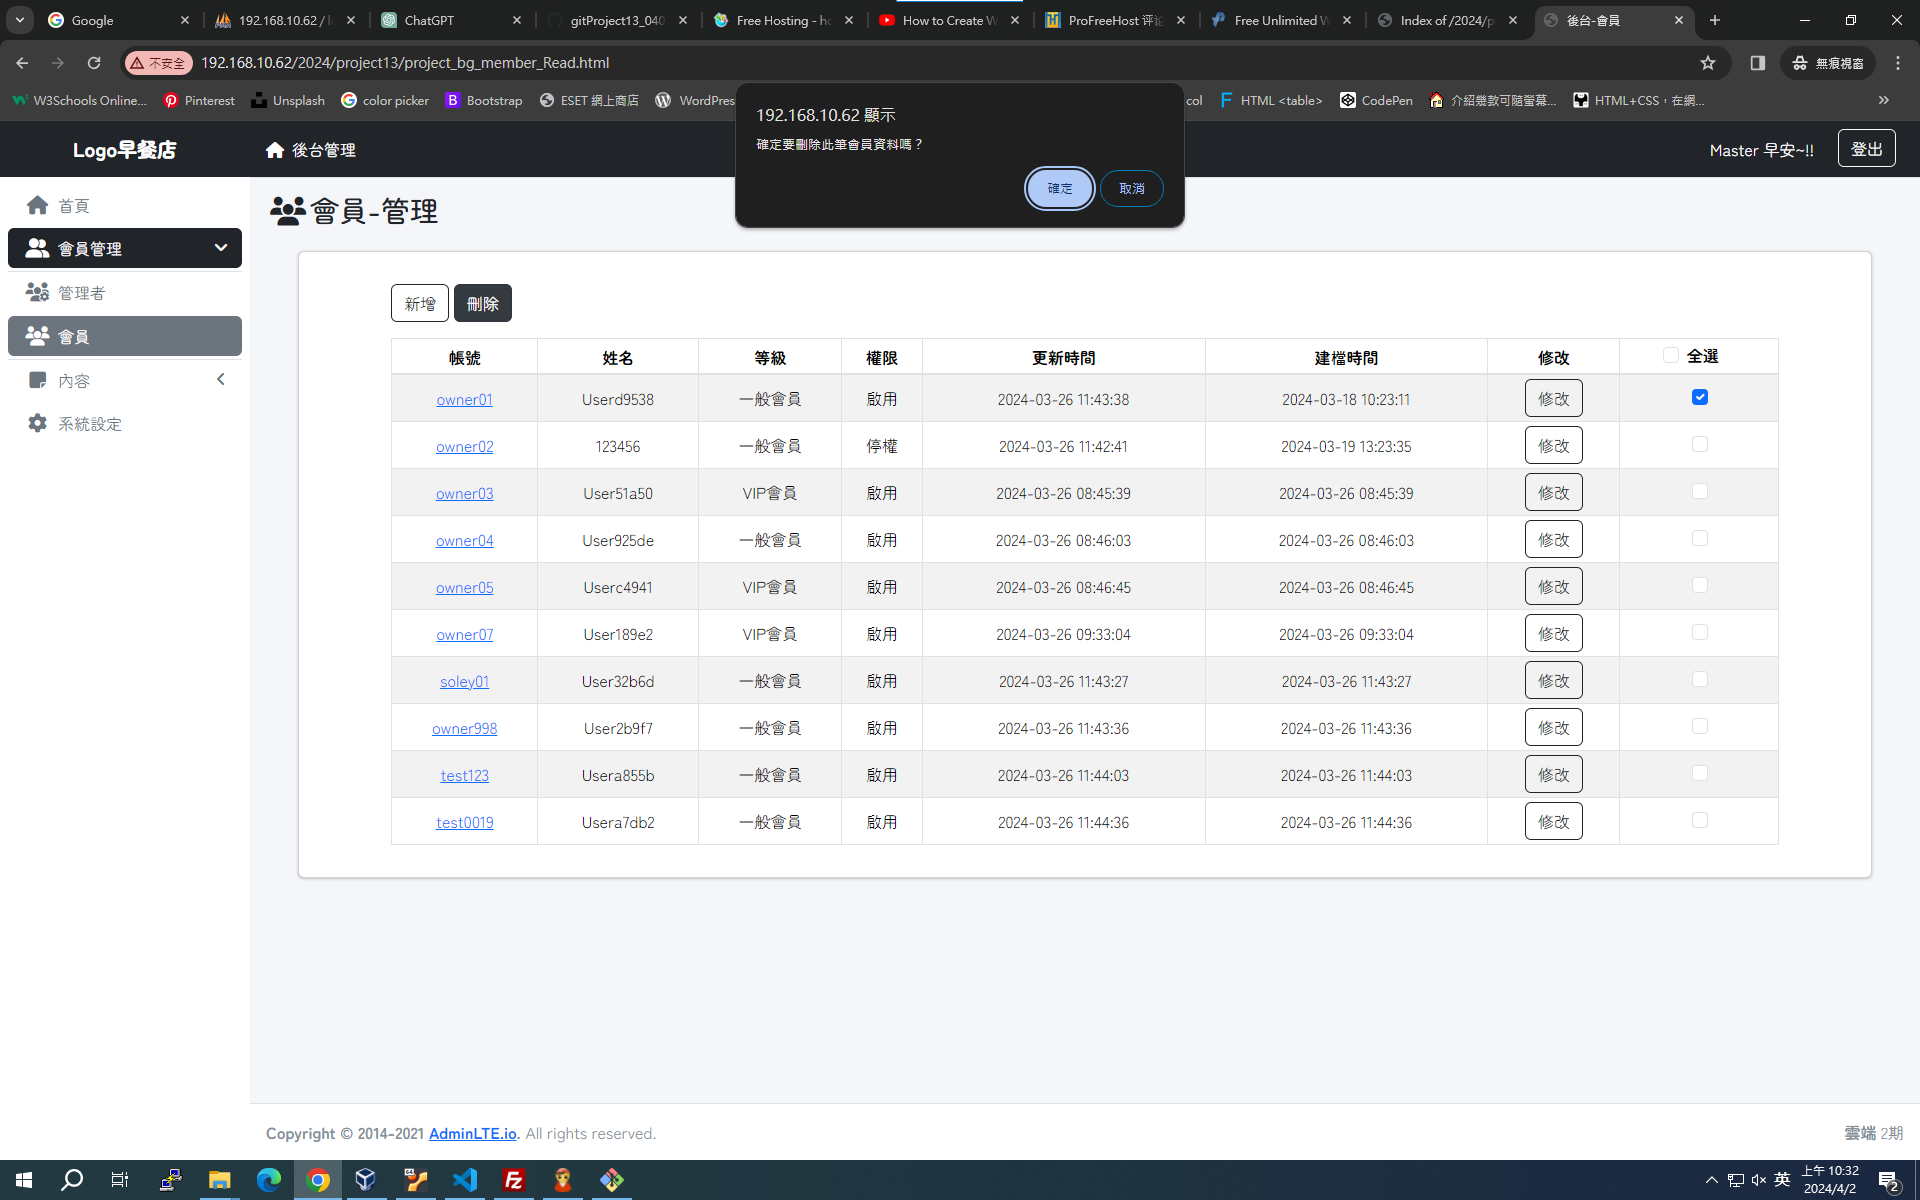 Google
192.168.10.62 / l
ChatGPT
gitProject13_040
Free Hosting - h
How to Create W
ProFreeHost 评论
Free Unlimited W
Index of /2024/p
後台-會員
不安全
192.168.10.62/2024/project13/project_bg_member_Read.html
無痕視窗
W3Schools Online...
Pinterest
Unsplash
color picker
Bootstrap
ESET 網上商店
WordPres
col
HTML <table>
CodePen
介紹幾款可隨螢幕...
HTML+CSS，在網...
192.168.10.62 顯示
確定要刪除此筆會員資料嗎？
確定
取消
Logo早餐店
後台管理
Master 早安~!!
登出
首頁
會員管理
管理者
會員
內容
系統設定
會員-管理
新增 刪除
帳號 姓名 等級 權限 更新時間 建檔時間 修改 全選
owner01 Userd9538 一般會員 啟用 2024-03-26 11:43:38 2024-03-18 10:23:11 修改
owner02 123456 一般會員 停權 2024-03-26 11:42:41 2024-03-19 13:23:35 修改
owner03 User51a50 VIP會員 啟用 2024-03-26 08:45:39 2024-03-26 08:45:39 修改
owner04 User925de 一般會員 啟用 2024-03-26 08:46:03 2024-03-26 08:46:03 修改
owner05 Userc4941 VIP會員 啟用 2024-03-26 08:46:45 2024-03-26 08:46:45 修改
owner07 User189e2 VIP會員 啟用 2024-03-26 09:33:04 2024-03-26 09:33:04 修改
soley01 User32b6d 一般會員 啟用 2024-03-26 11:43:27 2024-03-26 11:43:27 修改
owner998 User2b9f7 一般會員 啟用 2024-03-26 11:43:36 2024-03-26 11:43:36 修改
test123 Usera855b 一般會員 啟用 2024-03-26 11:44:03 2024-03-26 11:44:03 修改
test0019 Usera7db2 一般會員 啟用 2024-03-26 11:44:36 2024-03-26 11:44:36 修改
Copyright © 2014-2021 AdminLTE.io. All rights reserved.
雲端 2期
英
上午 10:32
2024/4/2
2